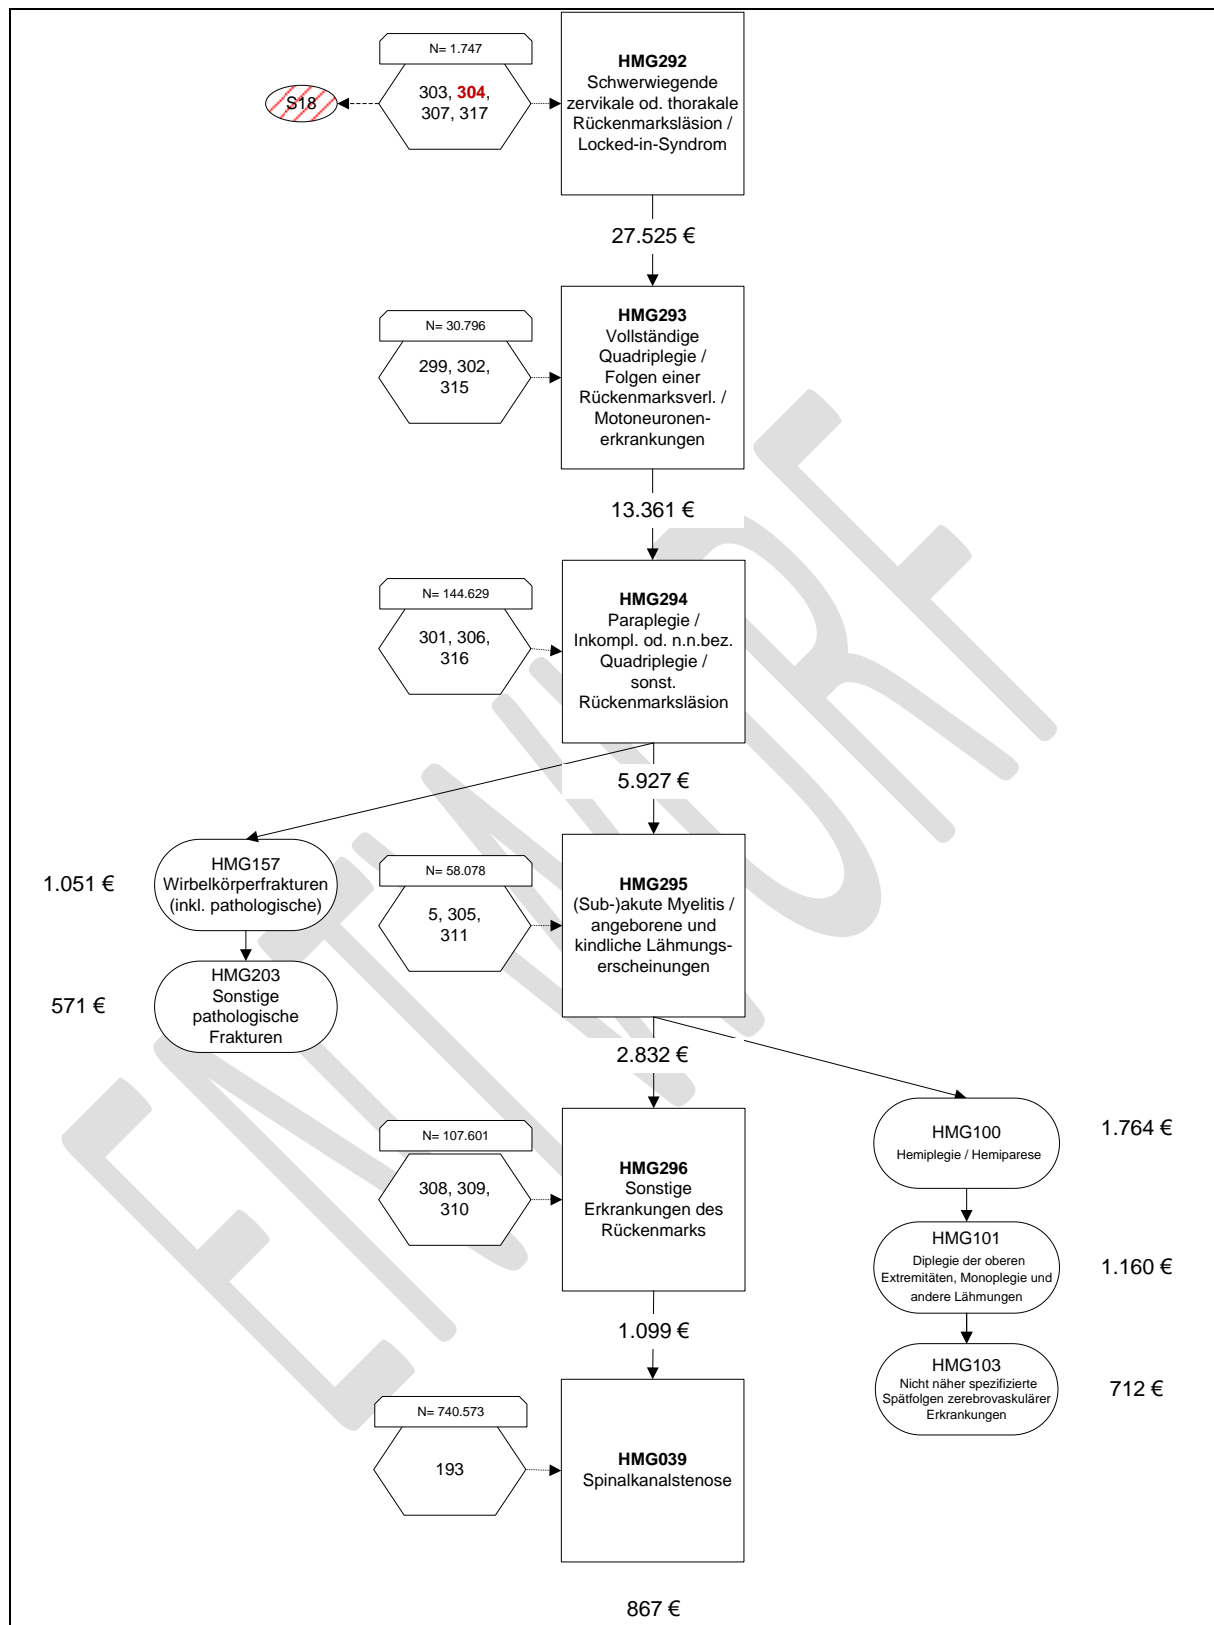 N= 1.747
303, 304,
307, 317
S18
HMG292
Schwerwiegende
zervikale od. thorakale
Rückenmarksläsion /
Locked-in-Syndrom
27.525 €
N= 30.796
299, 302,
315
HMG293
Vollständige
Quadriplegie /
Folgen einer
Rückenmarksverl. /
Motoneuronen-
erkrankungen
13.361 €
N= 144.629
301, 306,
316
HMG294
Paraplegie /
Inkompl. od. n.n.bez.
Quadriplegie /
sonst.
Rückenmarksläsion
5.927 €
1.051 €
HMG157
Wirbelkörperfrakturen
(inkl. pathologische)
571 €
HMG203
Sonstige
pathologische
Frakturen
N= 58.078
5, 305,
311
HMG295
(Sub-)akute Myelitis /
angeborene und
kindliche Lähmungs-
erscheinungen
2.832 €
N= 107.601
308, 309,
310
HMG296
Sonstige
Erkrankungen des
Rückenmarks
1.099 €
HMG100
Hemiplegie / Hemiparese
1.764 €
HMG101
Diplegie der oberen
Extremitäten, Monoplegie und
andere Lähmungen
1.160 €
HMG103
Nicht näher spezifizierte
Spätfolgen zerebrovaskulärer
Erkrankungen
712 €
N= 740.573
193
HMG039
Spinalkanalstenose
867 €
ENTWURF